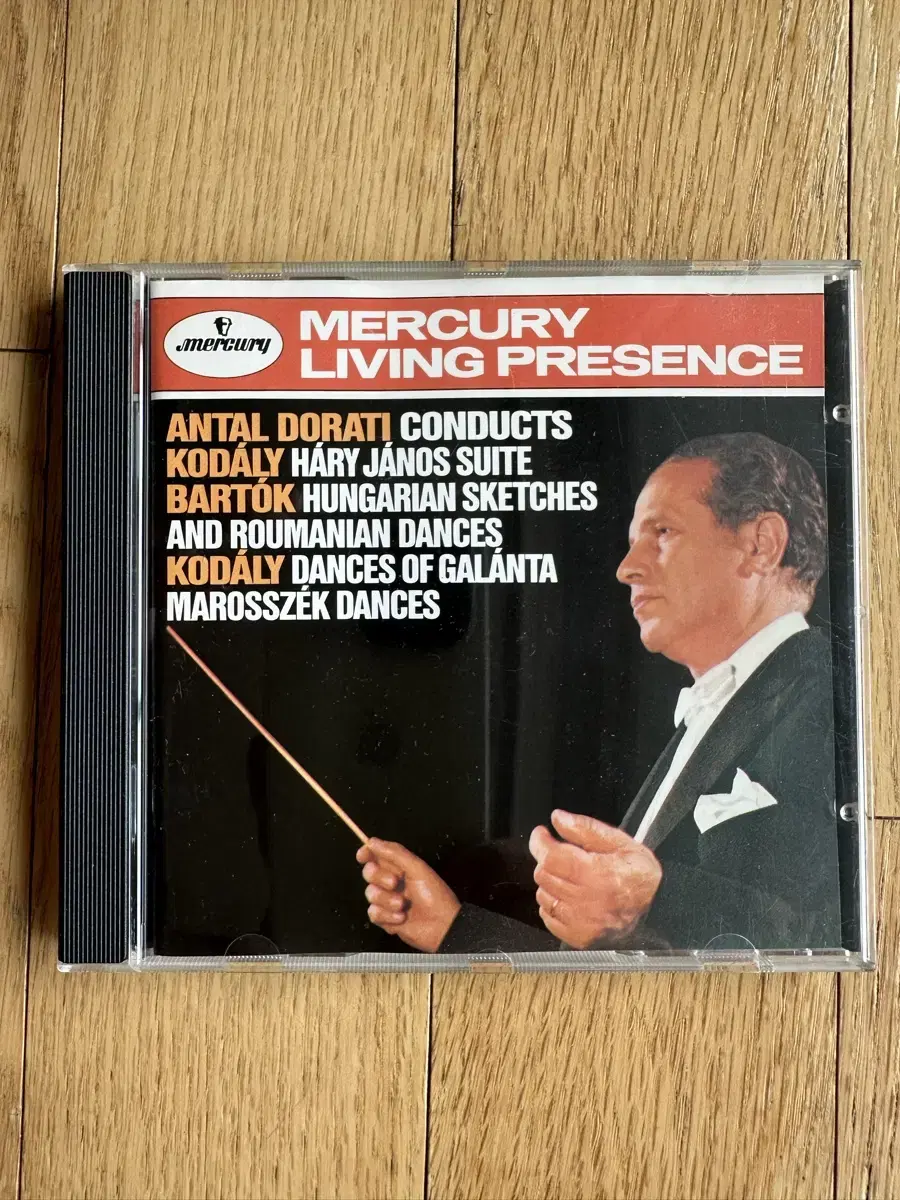 mercury
MERCURY
LIVING PRESENCE
ANTAL DORATI CONDUCTS
KODÁLY HÁRY JÁNOS SUITE
BARTÓK HUNGARIAN SKETCHES
AND ROUMANIAN DANCES
KODÁLY DANCES OF GALÁNTA
MAROSSZÉK DANCES